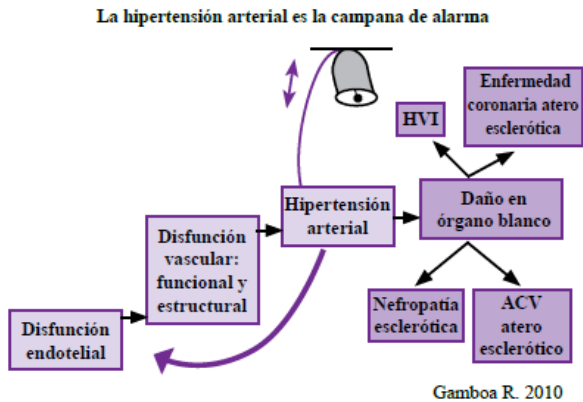 La hipertensión arterial es la campana de alarma
Enfermedad
coronaria atero
esclerótica
HVI
Hipertensión
arterial
Daño en
órgano blanco
Disfunción
vascular:
funcional y
estructural
Nefropatía
esclerótica
ACV
atero
esclerótico
Disfunción
endotelial
Gamboa R. 2010